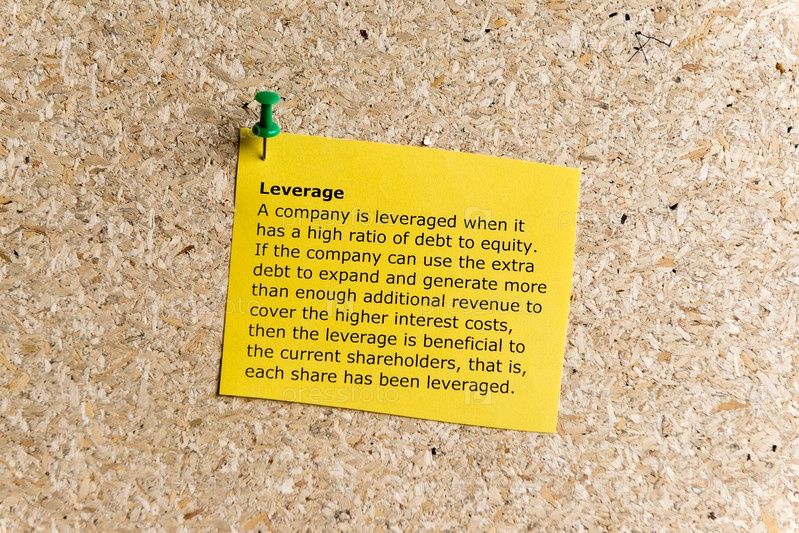 Leverage
A company is leveraged when it
has a high ratio of debt to equity.
If the company can use the extra
debt to expand and generate more
than enough additional revenue to
cover the higher interest costs,
then the leverage is beneficial to
the current shareholders, that is,
each share has been leveraged.
pressfoto